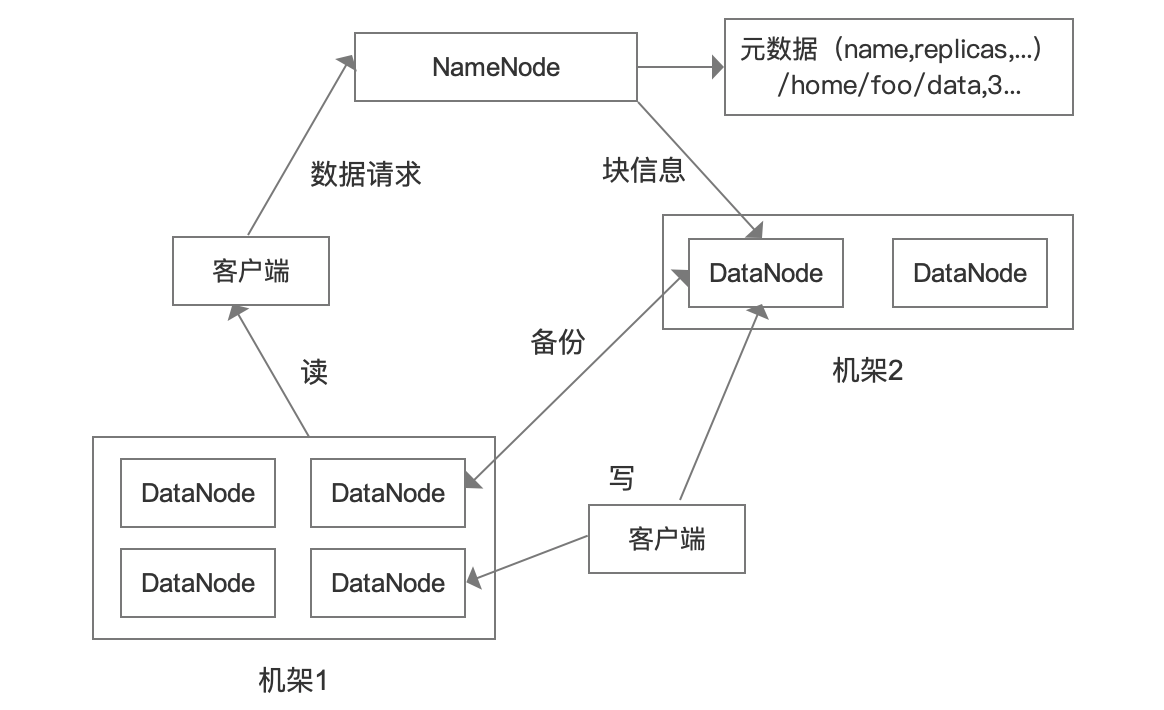 NameNode
元数据（name,replicas,...）
/home/foo/data,3...
数据请求
块信息
客户端
DataNode
DataNode
读
备份
机架2
DataNode
DataNode
写
客户端
DataNode
DataNode
机架1